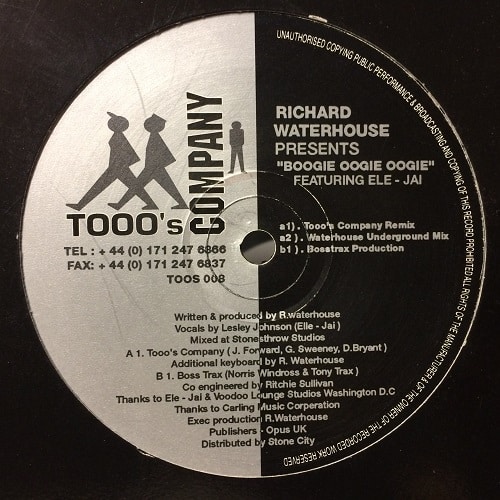 UNAUTHORISED COPYING PUBLIC PERFORMANCE & BROADCASTING AND COPYING OF THIS RECORD PROHIBITED ALL RIGHTS OF THE MANUFACTURERS & OF THE OWNER OF THE RECORDED WORK RESERVED
TOOO's
COMPANY
TEL : + 44 (0) 171 247 6866
FAX: + 44 (0) 171 247 6837
TOOS 008
RICHARD
WATERHOUSE
PRESENTS
"BOOGIE OOGIE OOGIE"
FEATURING ELE - JAI
a1) . Tooo's Company Remix
a2 ) . Waterhouse Underground Mix
b1 ) . Bosstrax Production
Written & produced by R.waterhouse
Vocals by Lesley Johnson (Elle - Jai )
Mixed at Stonesthrow Studios
A 1. Tooo's Company ( J. Forward, G. Sweeney, D.Bryant )
Additional keyboard by R. Waterhouse
B 1. Boss Trax (Norris Windross & Tony Trax )
Co engineered by Ritchie Sullivan
Thanks to Ele - Jai & Voodoo Lounge Studios Washington D.C
Thanks to Carling Music Corperation
Exec production R.Waterhouse
Publishers - Opus UK
Distributed by Stone City